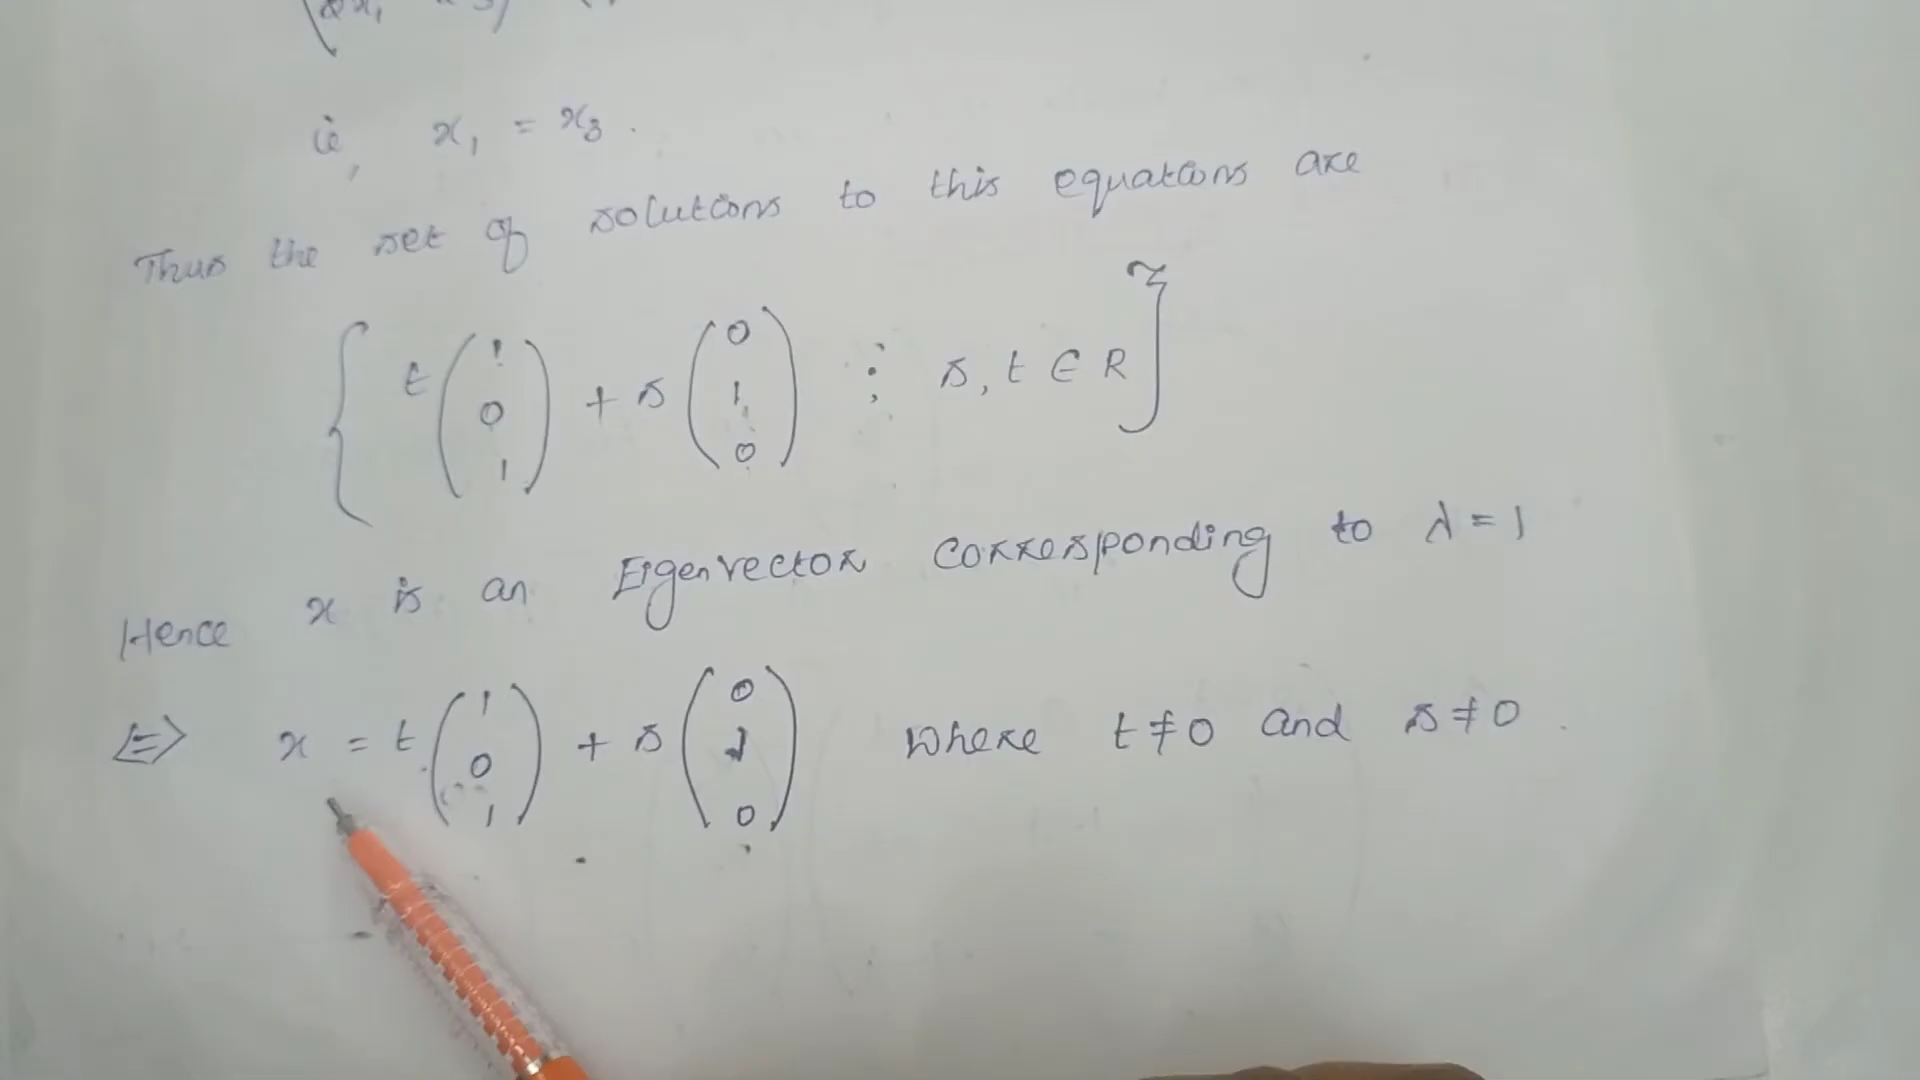 ie, x₁ = x₃.
Thus the set of solutions to this equations are
{ t (1 0 1) + s (0 1 0) : s, t ∈ R }
Hence x is an Eigenvector corresponding to λ = 1
⇔ x = t (1 0 1) + s (0 1 0) where t ≠ 0 and s ≠ 0.